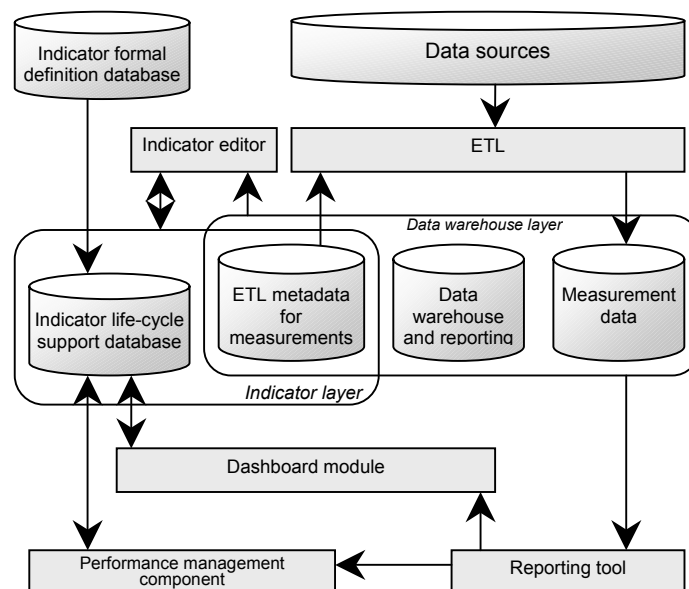 Indicator formal
definition database
Data sources
Indicator editor
ETL
Data warehouse layer
Indicator life-cycle
support database
ETL metadata
for
measurements
Data
warehouse
and reporting
Measurement
data
Indicator layer
Dashboard module
Performance management
component
Reporting tool